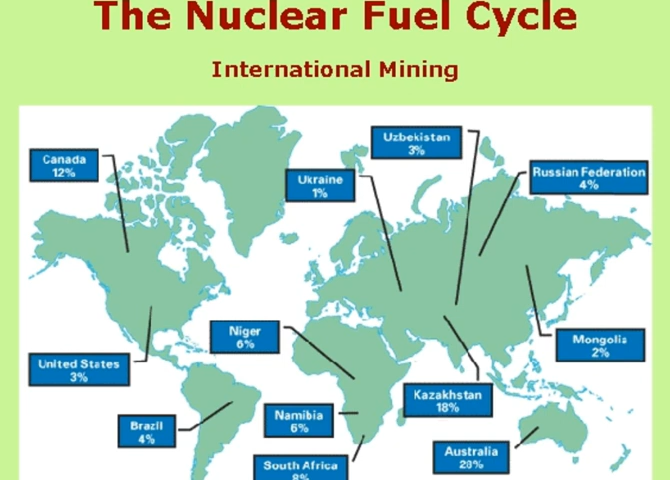 The Nuclear Fuel Cycle
International Mining
Uzbekistan
3%
Canada
12%
Ukraine
1%
Russian Federation
4%
Niger
6%
Mongolia
2%
United States
3%
Kazakhstan
18%
Namibia
6%
Brazil
4%
Australia
28%
South Africa
8%